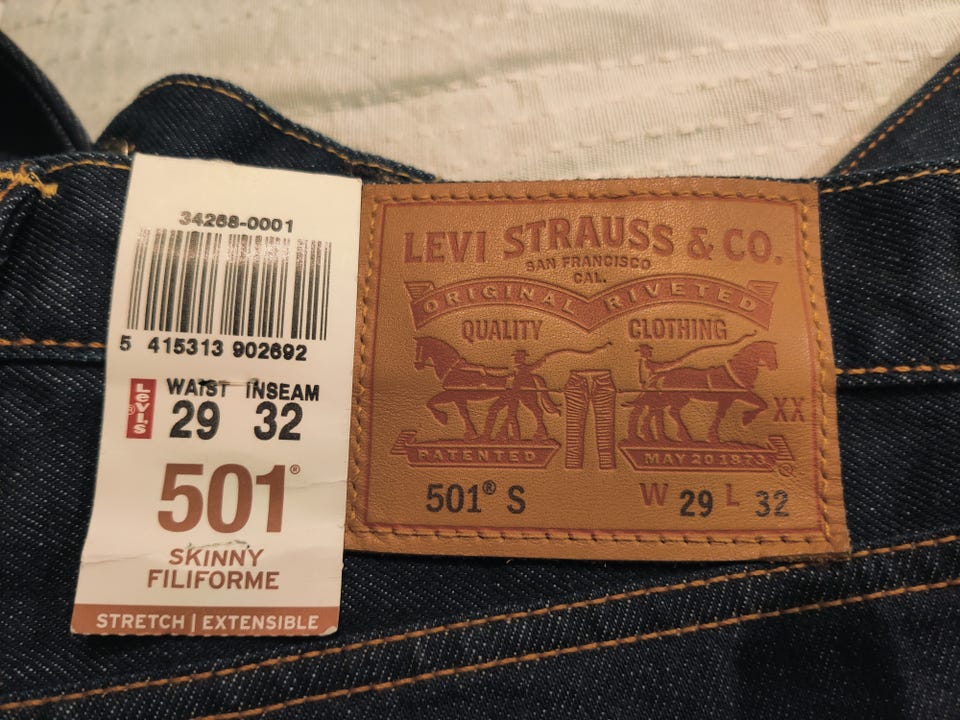 34268-0001
5 415313 902692
Levi's®
WAIST INSEAM
29 32
501®
SKINNY
FILIFORME
STRETCH | EXTENSIBLE
LEVI STRAUSS & CO.
SAN FRANCISCO
CAL.
ORIGINAL RIVETED
QUALITY CLOTHING
XX
PATENTED MAY 20 1873 ®
501® S W 29 L 32